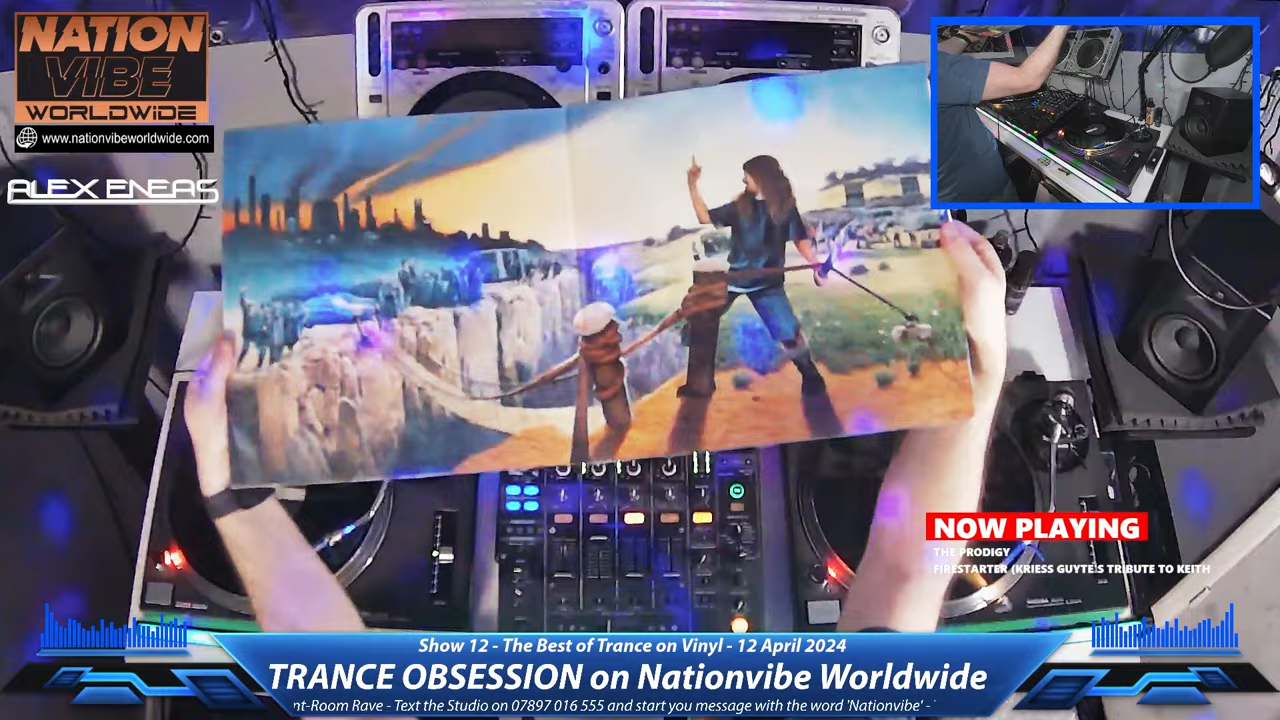 NATION
VIBE
WORLDWiDE
www.nationvibeworldwide.com
ALEX ENEAS
NOW PLAYING
THE PRODIGY
FIRESTARTER (KRIESS GUYTE'S TRIBUTE TO KEITH
Show 12 - The Best of Trance on Vinyl - 12 April 2024
TRANCE OBSESSION on Nationvibe Worldwide
nt-Room Rave - Text the Studio on 07897 016 555 and start you message with the word 'Nationvibe' -